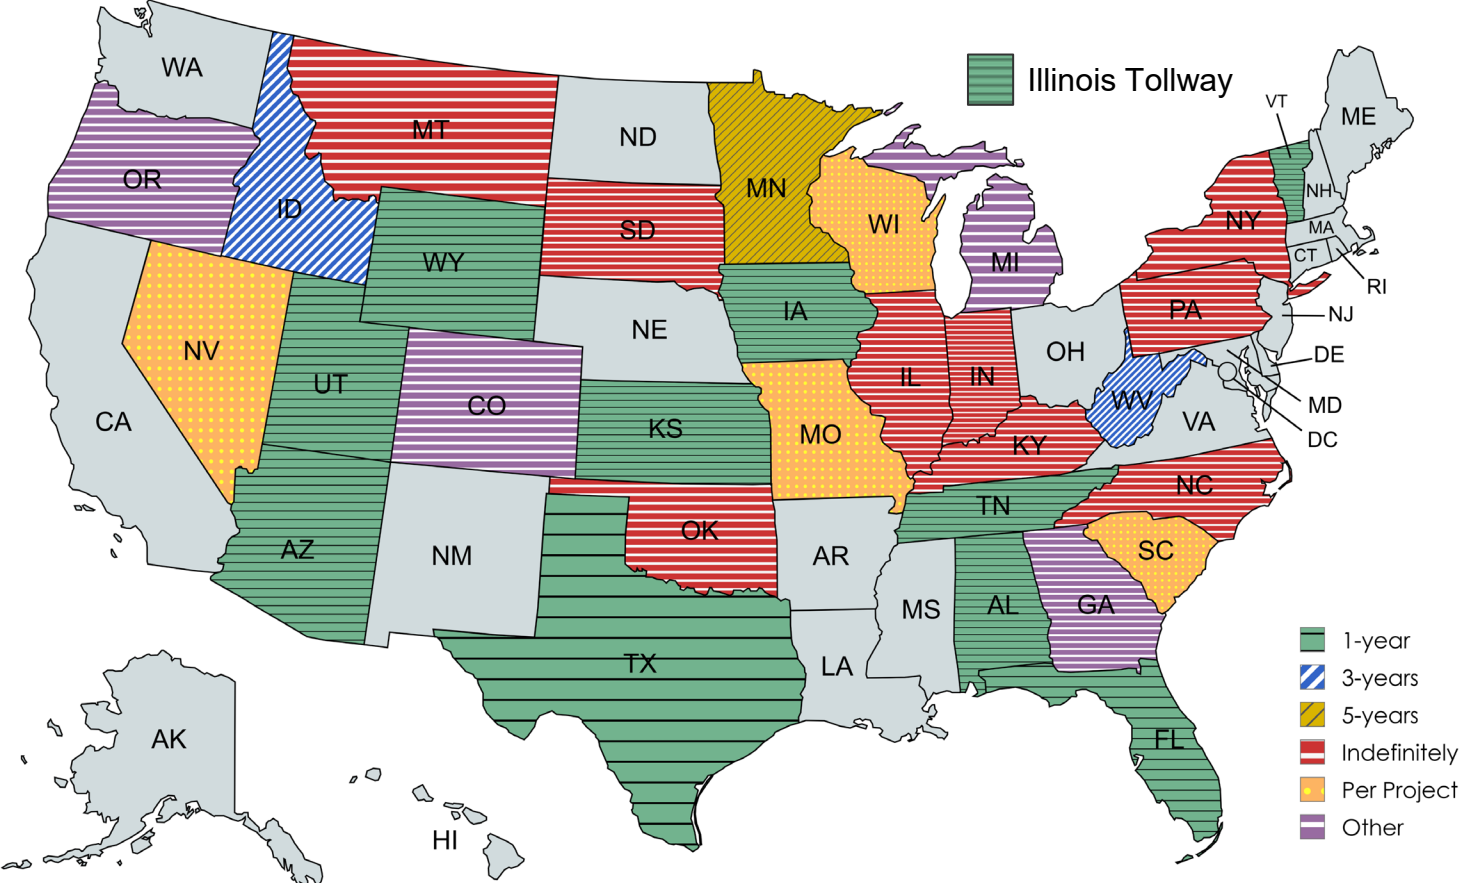 WA
ME
VT
Illinois Tollway
MT
ND
OR
ID
MN
NH
WI
NY
MA
SD
CT
WY
MI
RI
IA
PA
NJ
NE
NV
OH
DE
UT
IL
IN
CO
WV
MD
CA
KS
VA
MO
DC
KY
NC
TN
OK
AZ
NM
AR
SC
MS
AL
GA
TX
LA
1-year
3-years
5-years
AK
FL
Indefinitely
Per Project
HI
Other